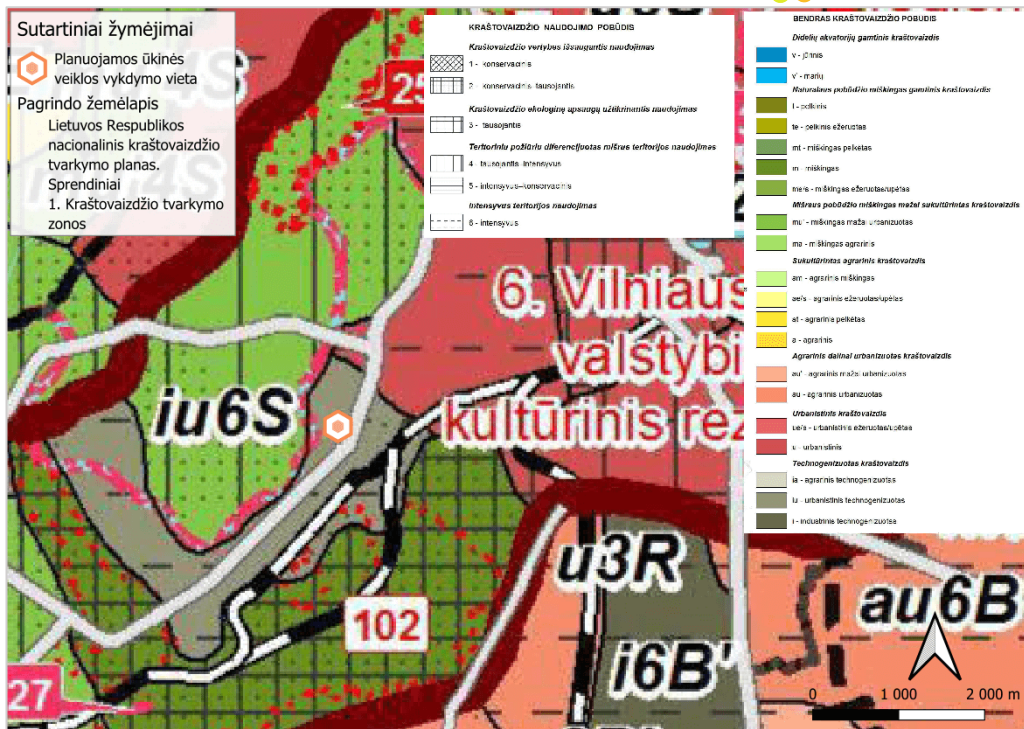 Sutartiniai žymėjimai
Planuojamos ūkinės
veiklos vykdymo vieta
Pagrindo žemėlapis
Lietuvos Respublikos
nacionalinis kraštovaizdžio
tvarkymo planas.
Sprendiniai
1. Kraštovaizdžio tvarkymo
zonos
KRAŠTOVAIZDŽIO NAUDOJIMO POBŪDIS
Kraštovaizdžio vertybes išsaugantis naudojimas
1 - konservacinis
2 - konservacinis tausojantis
Kraštovaizdžio ekologinę apsaugą užtikrinantis naudojimas
3 - tausojantis
Teritoriniu požiūriu diferencijuotas mišrus teritorijos naudojimas
4 - tausojantis intensyvus
5 - intensyvus-konservacinis
Intensyvus teritorijos naudojimas
6 - intensyvus
BENDRAS KRAŠTOVAIZDŽIO POBŪDIS
Didelių akvatorijų gamtinis kraštovaizdis
v - jūrinis
v' - marių
Natūralaus pobūdžio miškingas gamtinis kraštovaizdis
t - pelkinis
te - pelkinis ežeruotas
mt - miškingas pelkėtas
m - miškingas
me/s - miškingas ežeruotas/upėtas
Mišraus pobūdžio miškingas mažai sukultūrintas kraštovaizdis
mu' - miškingas mažai urbanizuotas
ma - miškingas agrarinis
Sukultūrintas agrarinis kraštovaizdis
am - agrarinis miškingas
ae/s - agrarinis ežeruotas/upėtas
at - agrarinis pelkėtas
a - agrarinis
Agrarinis dalinai urbanizuotas kraštovaizdis
au' - agrarinis mažai urbanizuotas
au - agrarinis urbanizuotas
Urbanistinis kraštovaizdis
ue/s - urbanistinis ežeruotas/upėtas
u - urbanistinis
Technogenizuotas kraštovaizdis
ia - agrarinis technogenizuotas
iu - urbanistinis technogenizuotas
i - industrinis technogenizuotas
25
6. Vilniaus
valstybi
kultūrinis rez
iu6S
u3R
au6B
102
i6B'
27
0 1 000 2 000 m